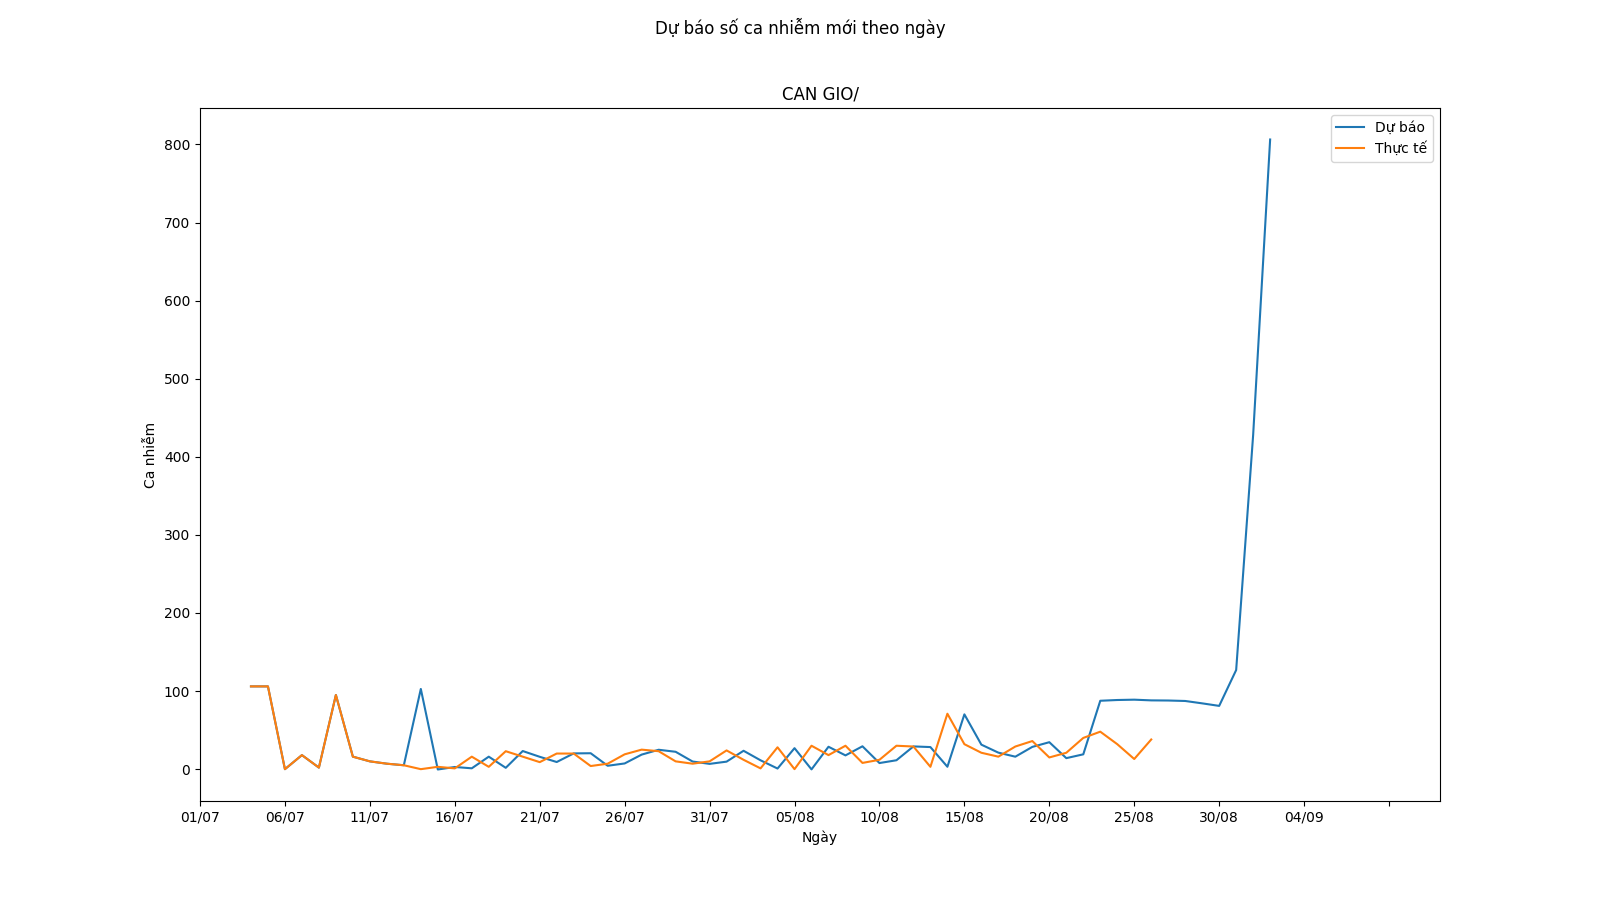 Dự báo số ca nhiễm mới theo ngày
CAN GIO/
Dự báo
Thực tế
800
700
600
500
400
300
200
100
0
Ca nhiễm
01/07 06/07 11/07 16/07 21/07 26/07 31/07 05/08 10/08 15/08 20/08 25/08 30/08 04/09
Ngày